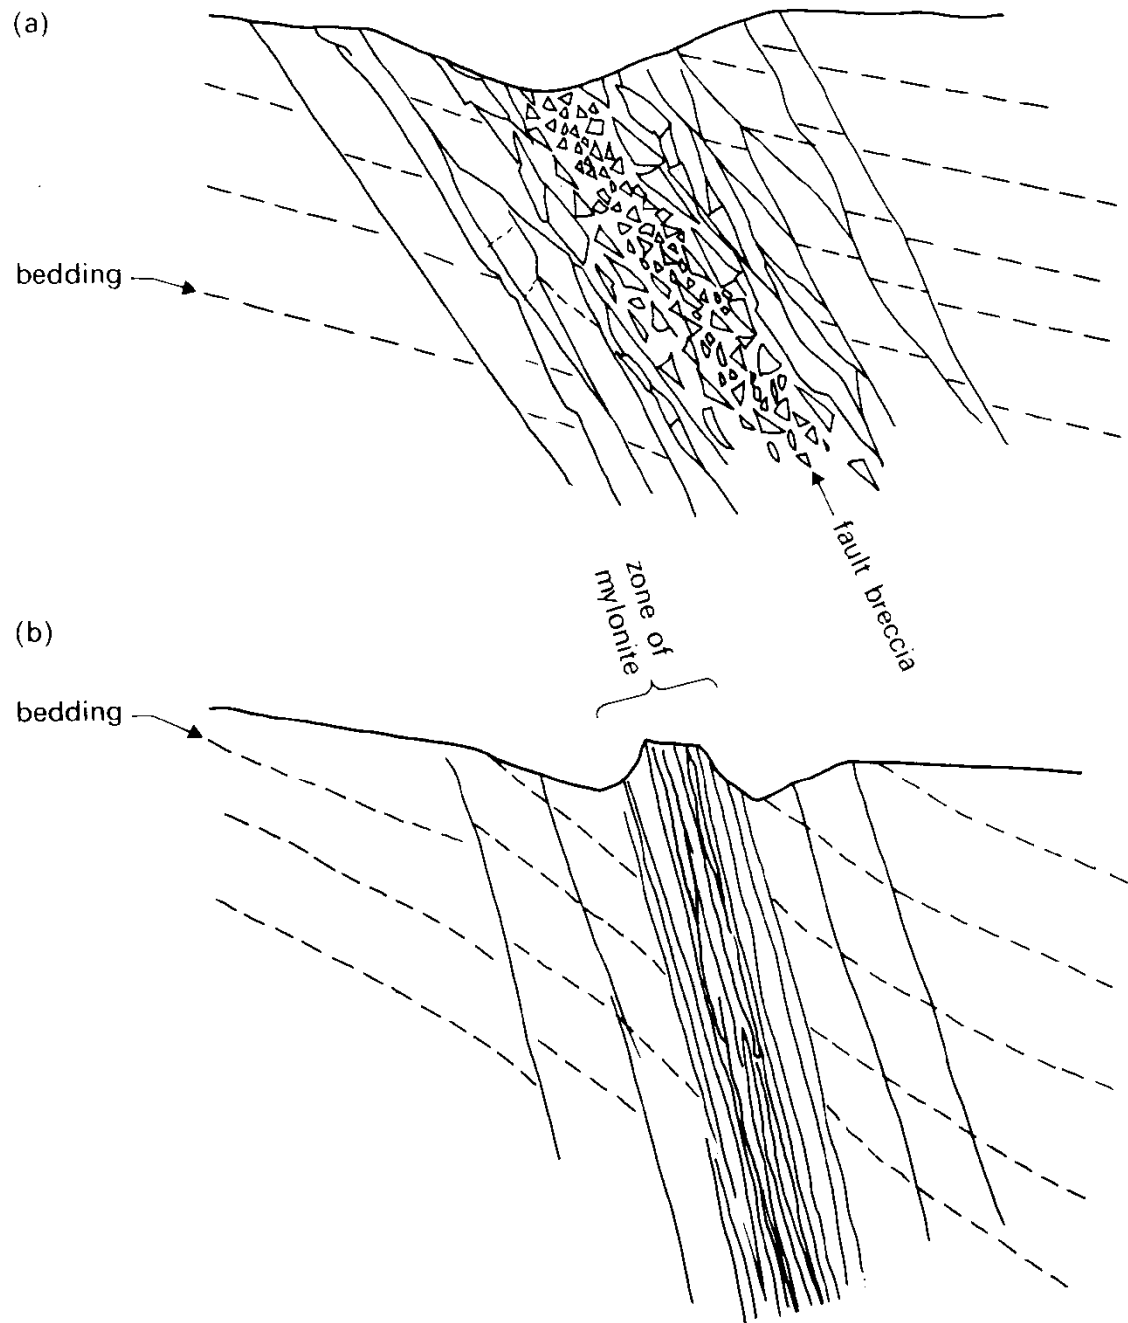 (a)
bedding
fault breccia
zone of
mylonite
(b)
bedding